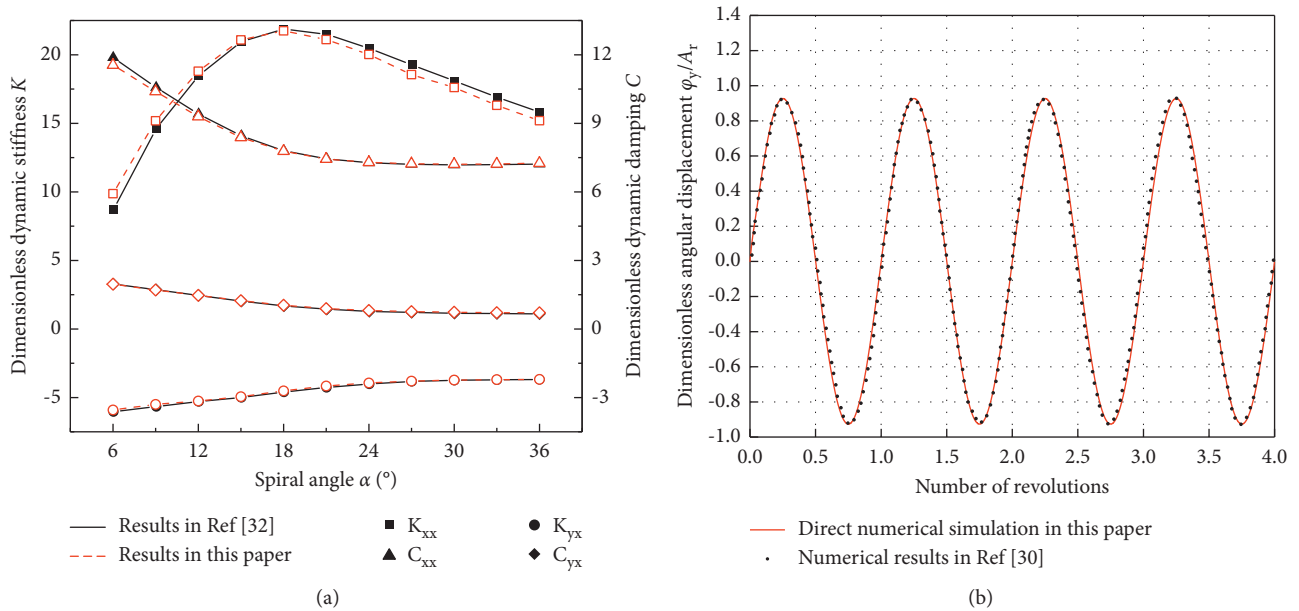 20
15
10
5
0
-5
Dimensionless dynamic stiffness K
12
9
6
3
0
-3
Dimensionless dynamic damping C
6 12 18 24 30 36
Spiral angle α (°)
Results in Ref [32]
Results in this paper
Kxx
Cxx
Kyx
Cyx
(a)
1.0
0.8
0.6
0.4
0.2
0.0
-0.2
-0.4
-0.6
-0.8
-1.0
Dimensionless angular displacement φy/Ar
0.0 0.5 1.0 1.5 2.0 2.5 3.0 3.5 4.0
Number of revolutions
Direct numerical simulation in this paper
Numerical results in Ref [30]
(b)